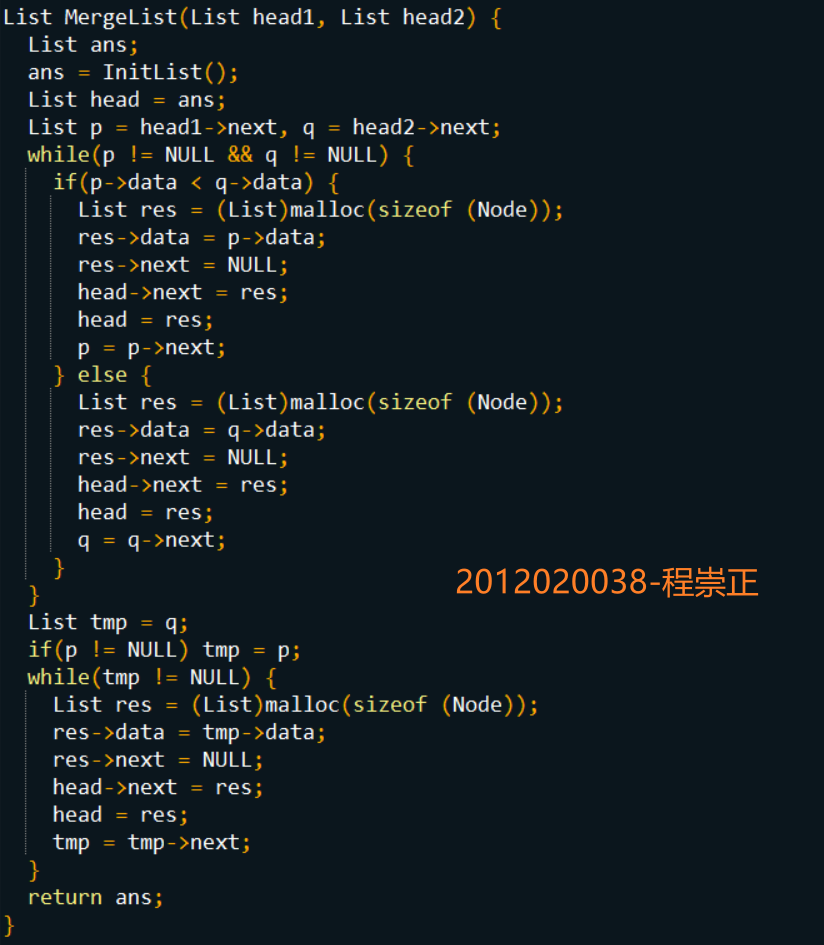 List MergeList(List head1, List head2) {
  List ans;
  ans = InitList();
  List head = ans;
  List p = head1->next, q = head2->next;
  while(p != NULL && q != NULL) {
    if(p->data < q->data) {
      List res = (List)malloc(sizeof (Node));
      res->data = p->data;
      res->next = NULL;
      head->next = res;
      head = res;
      p = p->next;
    } else {
      List res = (List)malloc(sizeof (Node));
      res->data = q->data;
      res->next = NULL;
      head->next = res;
      head = res;
      q = q->next;
    }
2012020038-程崇正
  }
  List tmp = q;
  if(p != NULL) tmp = p;
  while(tmp != NULL) {
    List res = (List)malloc(sizeof (Node));
    res->data = tmp->data;
    res->next = NULL;
    head->next = res;
    head = res;
    tmp = tmp->next;
  }
  return ans;
}